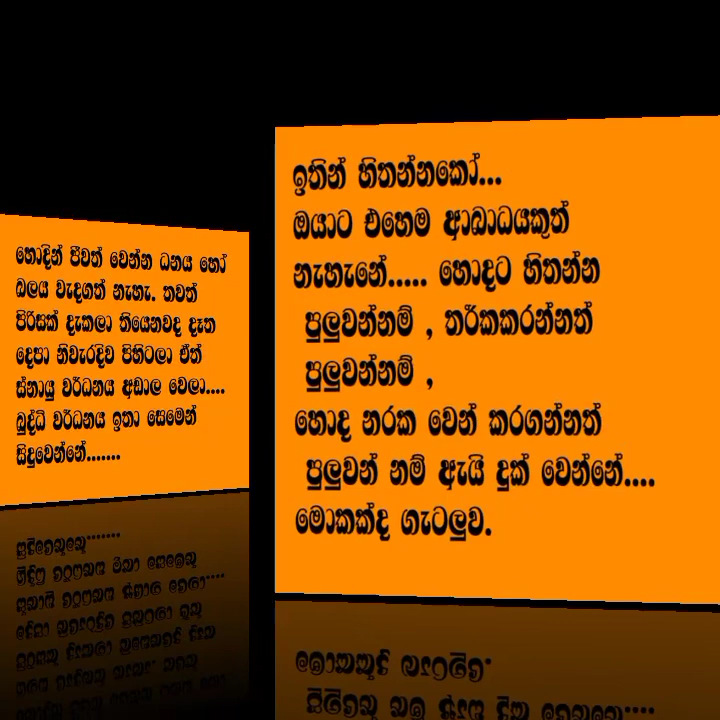 හොදින් ජීවත් වෙන්න ධනය හෝ
බලය වැදගත් නැහැ. තවත්
පිරිසක් දැකලා තියෙනවද දෑත
දෙපා නිවැරදිව පිහිටලා ඒත්
ස්නායු වර්ධනය අඩාල වෙලා....
බුද්ධි වර්ධනය ඉතා සෙමෙන්
සිදුවෙන්නේ.......
ඉතින් හිතන්නකෝ...
ඔයාට එහෙම ආබාධයකුත්
නැහැනේ..... හොදට හිතන්න
පුලුවන්නම් , තර්කකරන්නත්
පුලුවන්නම් ,
හොද නරක වෙන් කරගන්නත්
පුලුවන් නම් ඇයි දුක් වෙන්නේ....
මොකක්ද ගැටලුව.